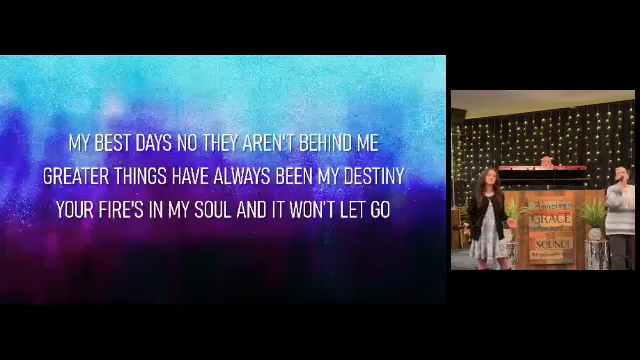 MY BEST DAYS NO THEY AREN'T BEHIND ME
GREATER THINGS HAVE ALWAYS BEEN MY DESTINY
YOUR FIRE'S IN MY SOUL AND IT WON'T LET GO
Amazing
GRACE
SOUND!